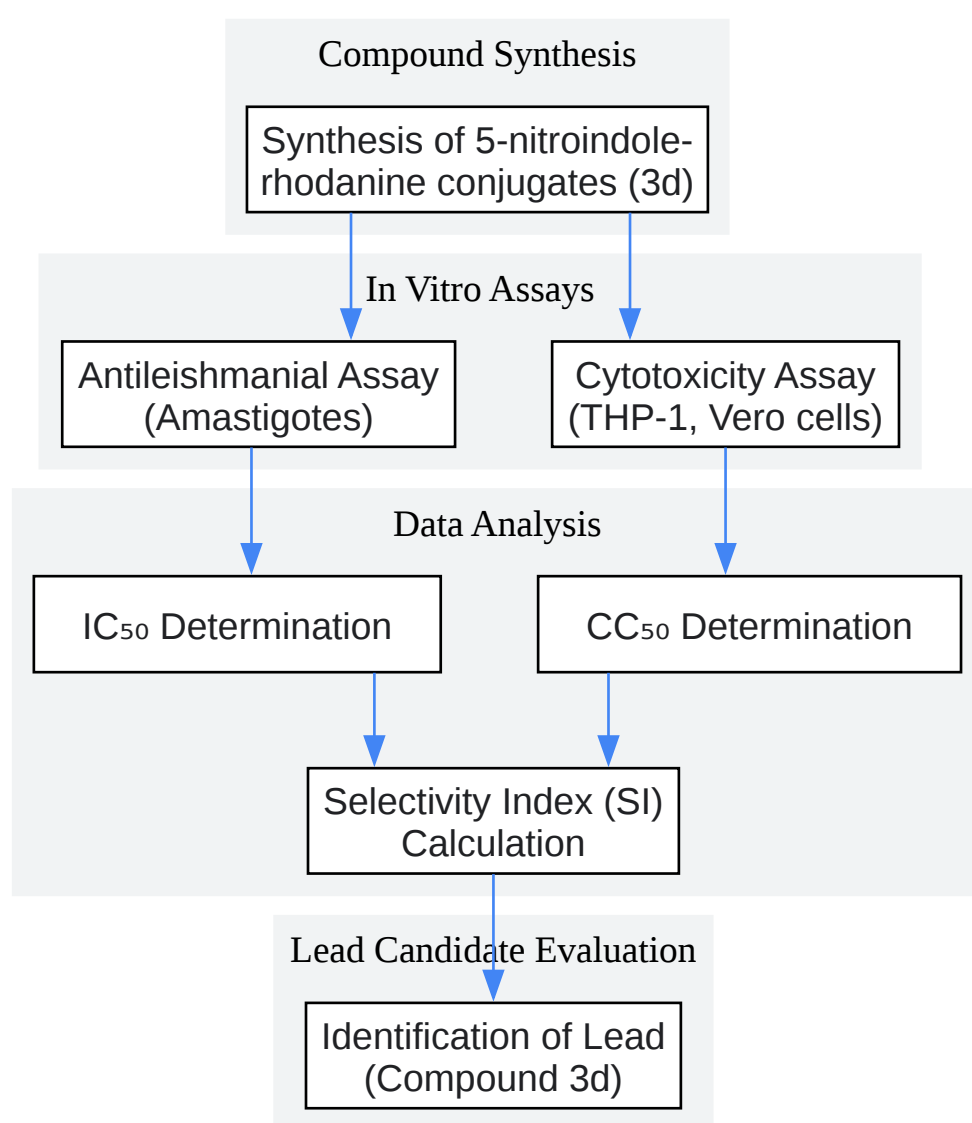 Compound Synthesis
Synthesis of 5-nitroindole-
rhodanine conjugates (3d)
In Vitro Assays
Antileishmanial Assay
(Amastigotes)
Cytotoxicity Assay
(THP-1, Vero cells)
Data Analysis
IC₅₀ Determination
CC₅₀ Determination
Selectivity Index (SI)
Calculation
Lead Candidate Evaluation
Identification of Lead
(Compound 3d)